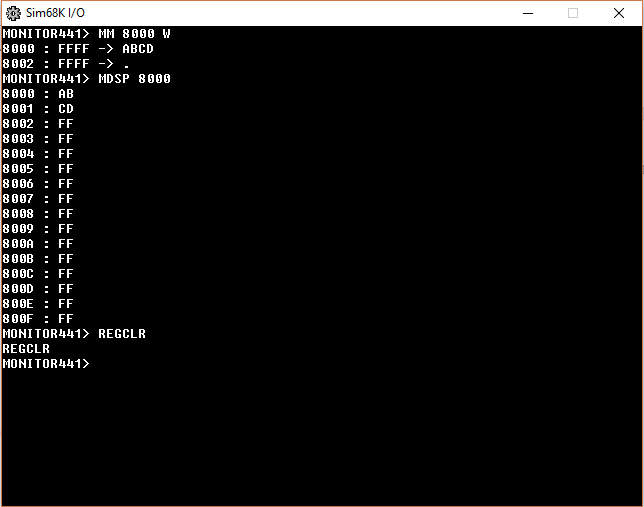 Sim68K I/O
MONITOR441> MM 8000 W
8000 : FFFF -> ABCD
8002 : FFFF -> .
MONITOR441> MDSP 8000
8000 : AB
8001 : CD
8002 : FF
8003 : FF
8004 : FF
8005 : FF
8006 : FF
8007 : FF
8008 : FF
8009 : FF
800A : FF
800B : FF
800C : FF
800D : FF
800E : FF
800F : FF
MONITOR441> REGCLR
REGCLR
MONITOR441>